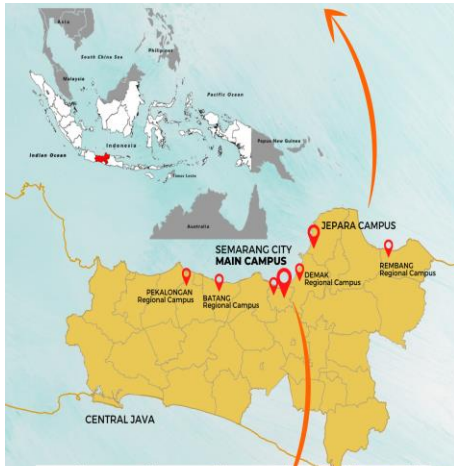 Asia
South China Sea
Philippine
Malaysia
Pacific Ocean
Indonesia
Papua New Guinea
Indian Ocean
Timor Leste
Australia
JEPARA CAMPUS
SEMARANG CITY
MAIN CAMPUS
REMBANG
Regional Campus
DEMAK
Regional Campus
PEKALONGAN
Regional Campus
BATANG
Regional Campus
CENTRAL JAVA